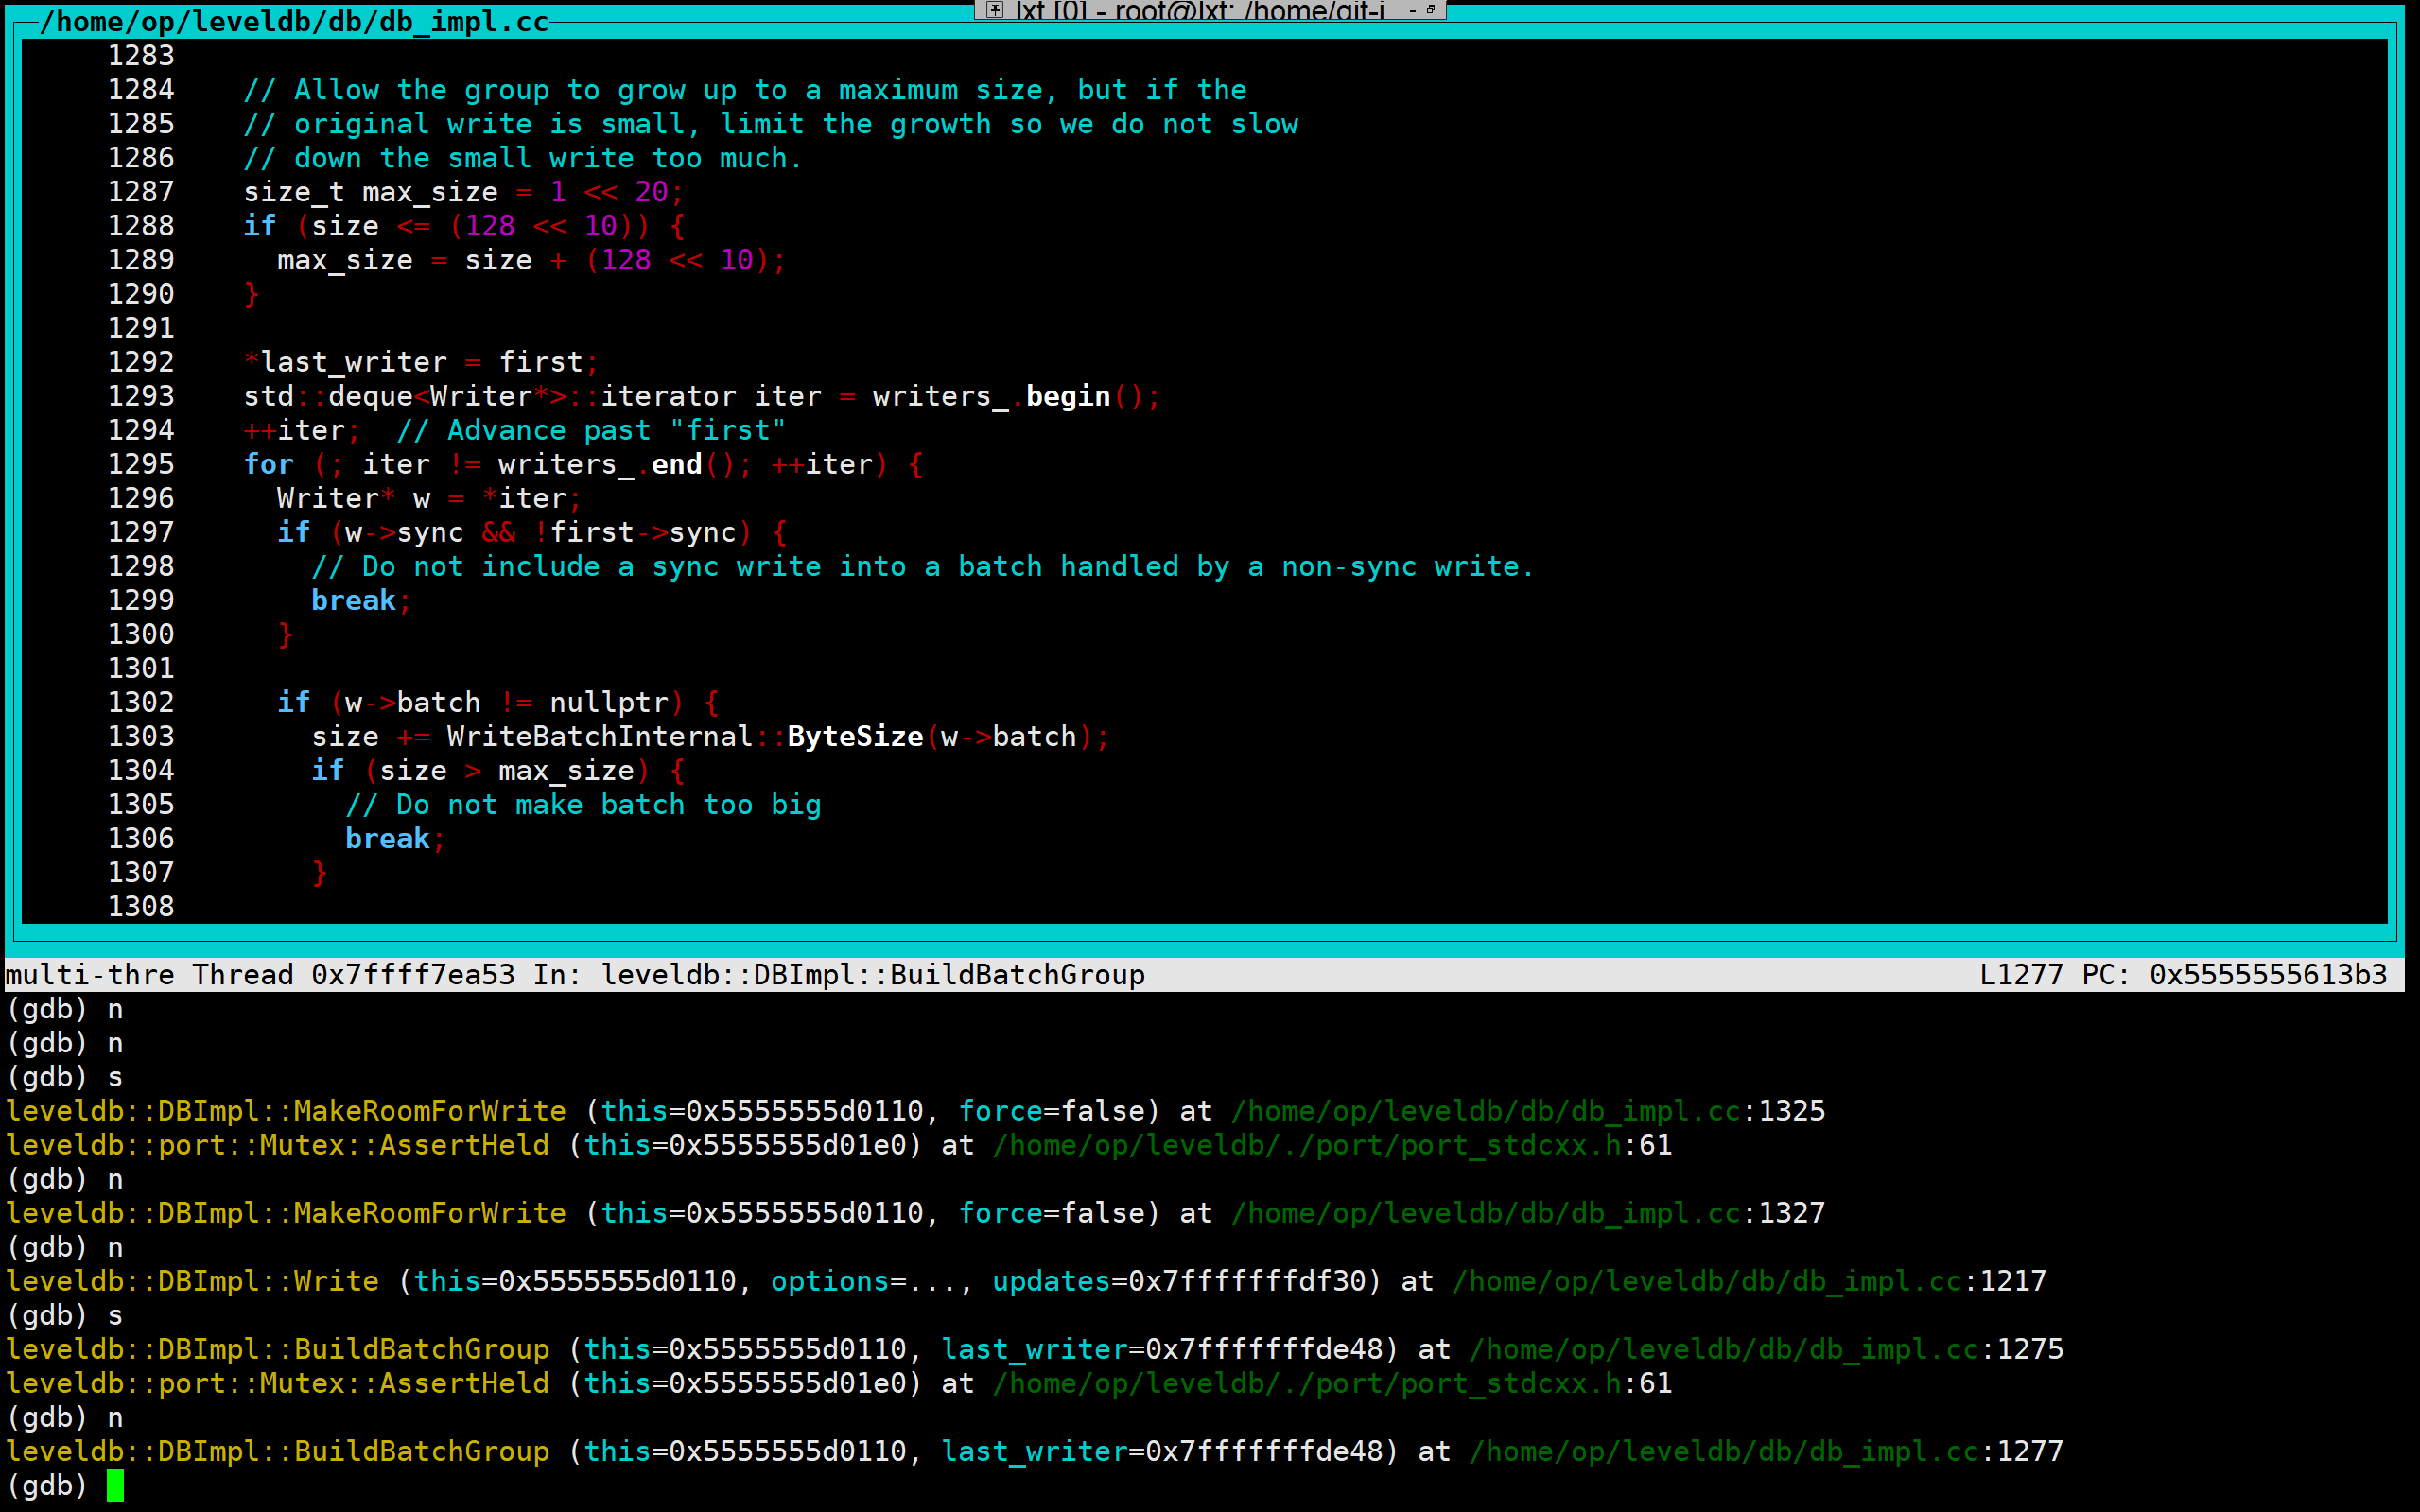 lxt [0] - root@lxt: /home/git-i
/home/op/leveldb/db/db_impl.cc
1283
1284    // Allow the group to grow up to a maximum size, but if the
1285    // original write is small, limit the growth so we do not slow
1286    // down the small write too much.
1287    size_t max_size = 1 << 20;
1288    if (size <= (128 << 10)) {
1289      max_size = size + (128 << 10);
1290    }
1291
1292    *last_writer = first;
1293    std::deque<Writer*>::iterator iter = writers_.begin();
1294    ++iter;  // Advance past "first"
1295    for (; iter != writers_.end(); ++iter) {
1296      Writer* w = *iter;
1297      if (w->sync && !first->sync) {
1298        // Do not include a sync write into a batch handled by a non-sync write.
1299        break;
1300      }
1301
1302      if (w->batch != nullptr) {
1303        size += WriteBatchInternal::ByteSize(w->batch);
1304        if (size > max_size) {
1305          // Do not make batch too big
1306          break;
1307        }
1308
multi-thre Thread 0x7ffff7ea53 In: leveldb::DBImpl::BuildBatchGroup L1277 PC: 0x5555555613b3
(gdb) n
(gdb) n
(gdb) s
leveldb::DBImpl::MakeRoomForWrite (this=0x5555555d0110, force=false) at /home/op/leveldb/db/db_impl.cc:1325
leveldb::port::Mutex::AssertHeld (this=0x5555555d01e0) at /home/op/leveldb/./port/port_stdcxx.h:61
(gdb) n
leveldb::DBImpl::MakeRoomForWrite (this=0x5555555d0110, force=false) at /home/op/leveldb/db/db_impl.cc:1327
(gdb) n
leveldb::DBImpl::Write (this=0x5555555d0110, options=..., updates=0x7fffffffdf30) at /home/op/leveldb/db/db_impl.cc:1217
(gdb) s
leveldb::DBImpl::BuildBatchGroup (this=0x5555555d0110, last_writer=0x7fffffffde48) at /home/op/leveldb/db/db_impl.cc:1275
leveldb::port::Mutex::AssertHeld (this=0x5555555d01e0) at /home/op/leveldb/./port/port_stdcxx.h:61
(gdb) n
leveldb::DBImpl::BuildBatchGroup (this=0x5555555d0110, last_writer=0x7fffffffde48) at /home/op/leveldb/db/db_impl.cc:1277
(gdb)